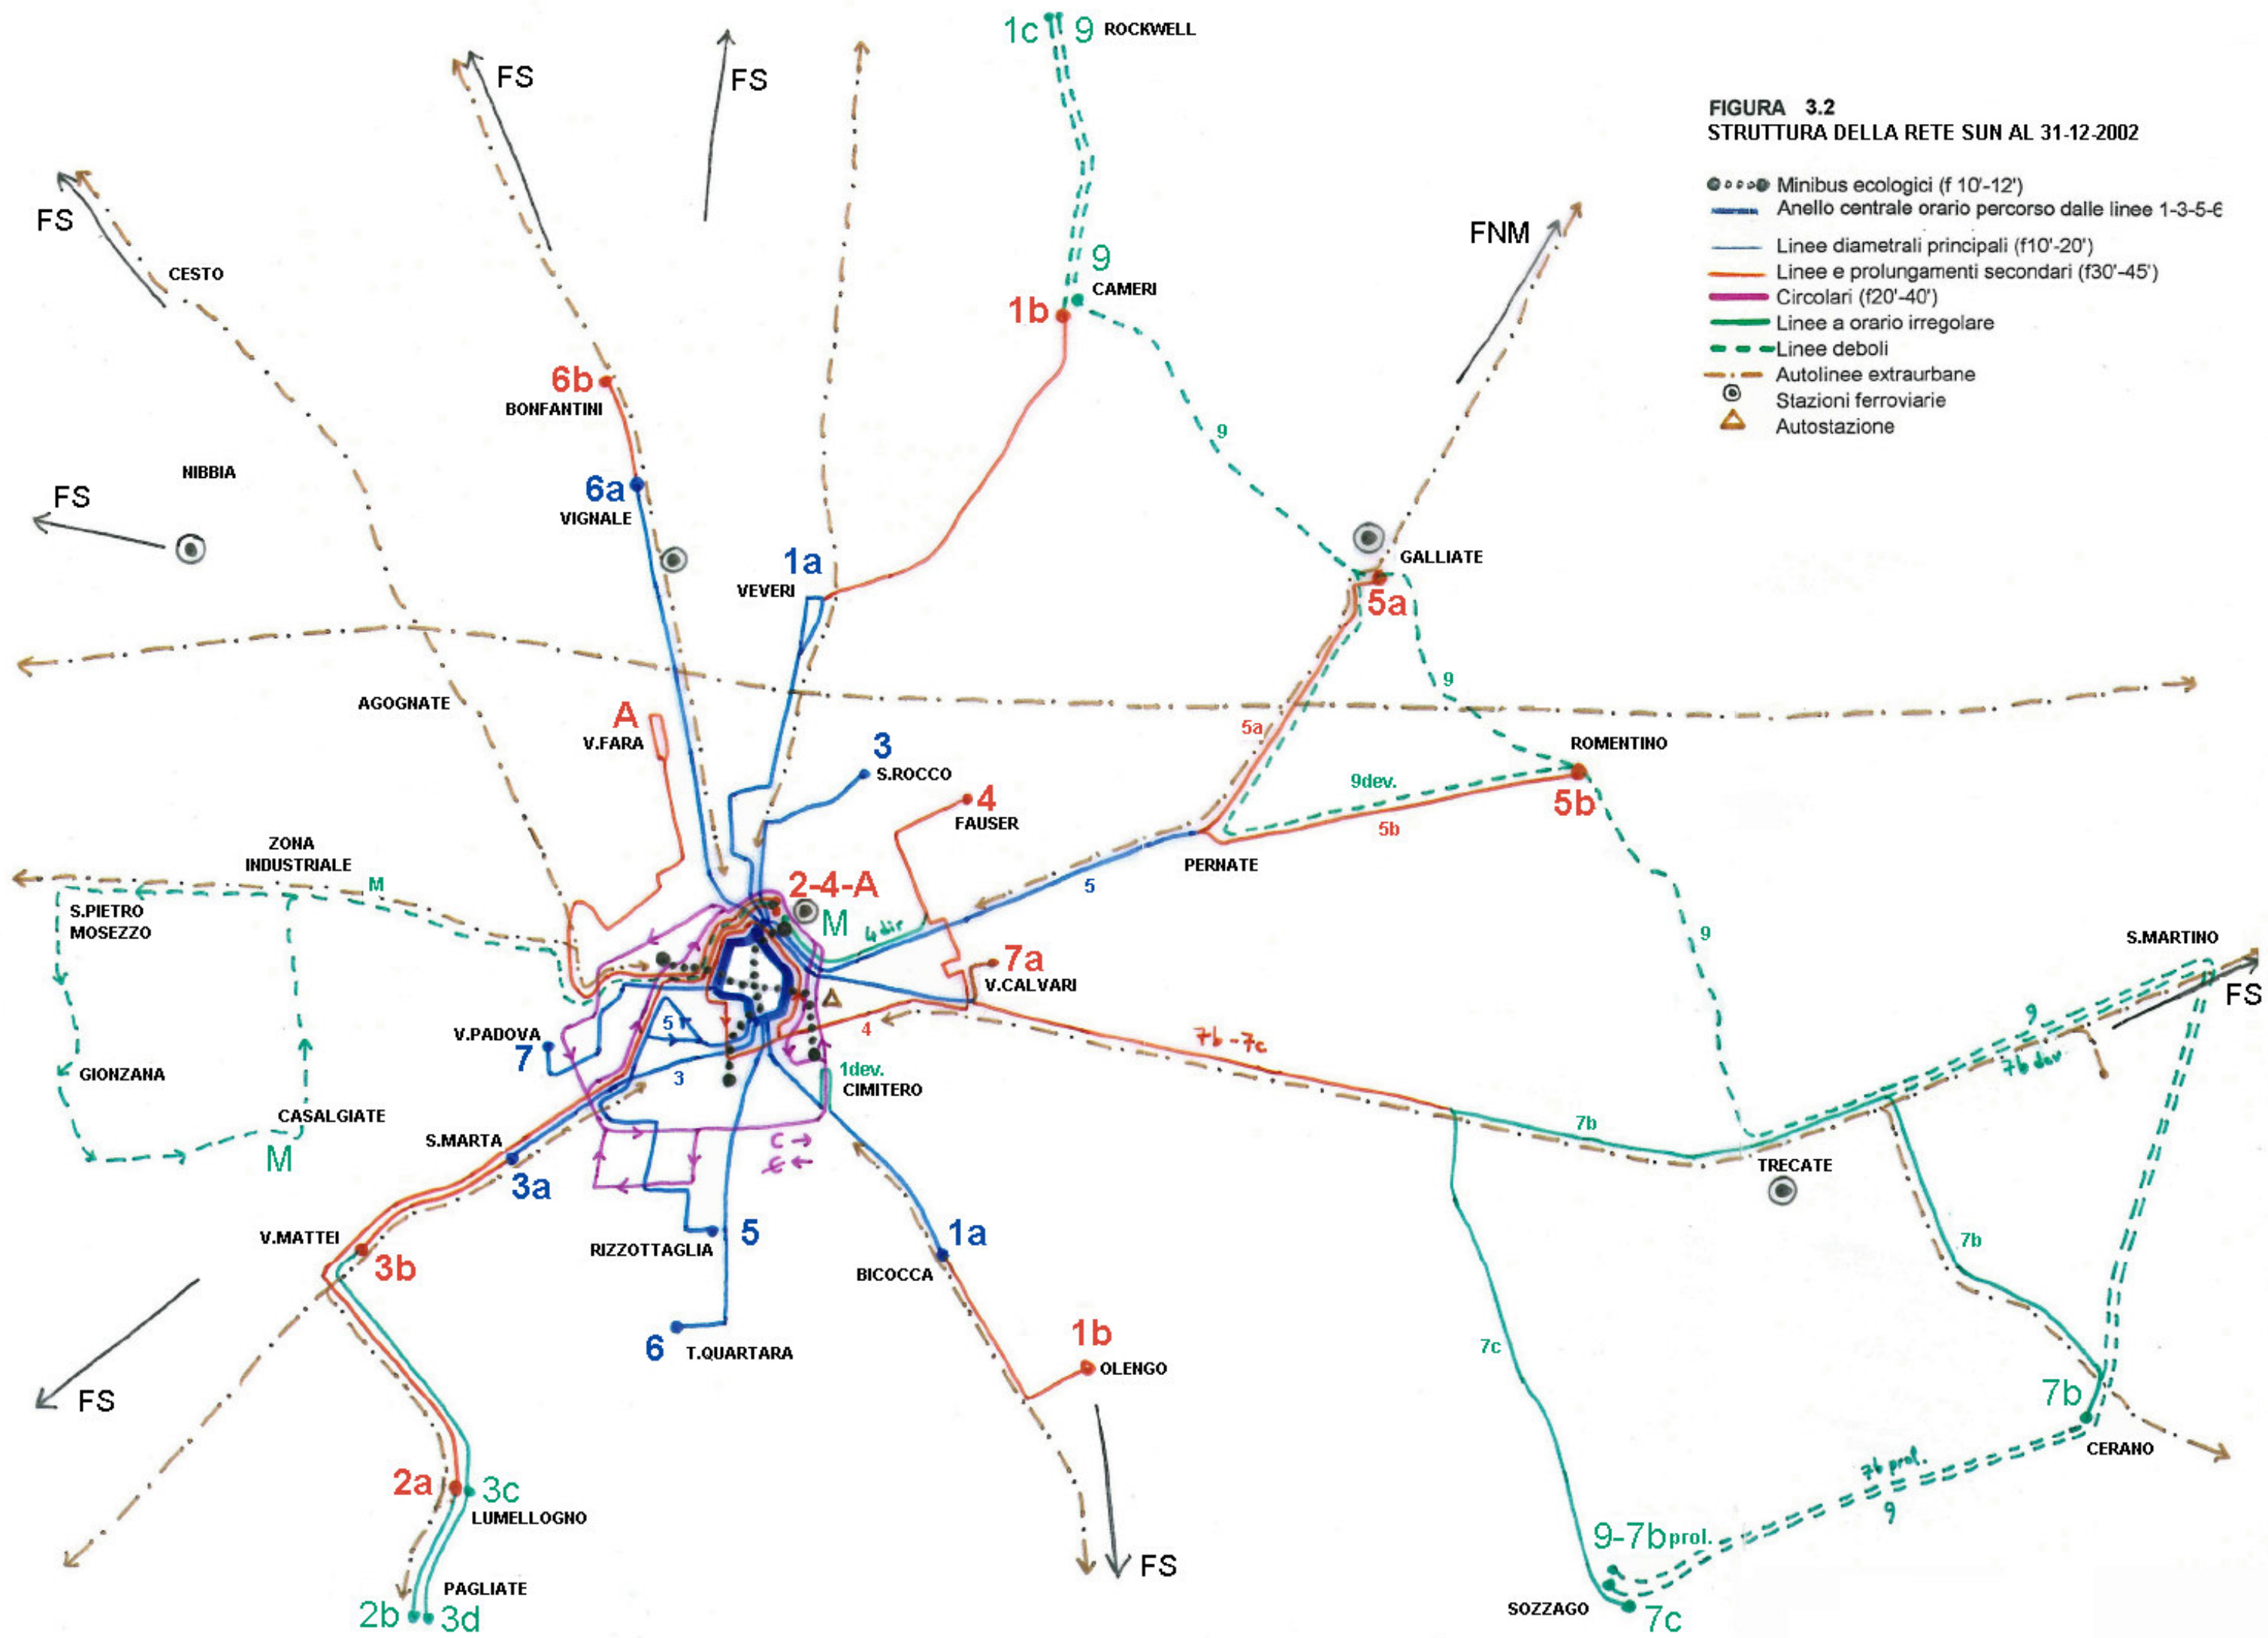 1c
9
ROCKWELL
FS
FS
FIGURA 3.2
STRUTTURA DELLA RETE SUN AL 31-12-2002
Minibus ecologici (f 10'-12')
Anello centrale orario percorso dalle linee 1-3-5-6
Linee diametrali principali (f10'-20')
Linee e prolungamenti secondari (f30'-45')
Circolari (f20'-40')
Linee a orario irregolare
Linee deboli
Autolinee extraurbane
Stazioni ferroviarie
Autostazione
FS
CESTO
FNM
9
CAMERI
1b
6b
BONFANTINI
9
NIBBIA
FS
6a
VIGNALE
1a
VEVERI
GALLIATE
5a
9
AGOGNATE
A
V.FARA
5a
3
S.ROCCO
ROMENTINO
9dev.
5b
5b
4
FAUSER
PERNATE
ZONA
INDUSTRIALE
M
5
2-4-A
M
S.PIETRO
MOSEZZO
4 dir
9
S.MARTINO
FS
7a
V.CALVARI
V.PADOVA
7
5
4
7b-7c
9
7b dev
GIONZANA
3
1dev.
CIMITERO
CASALGIATE
M
S.MARTA
3a
C
C
7b
TRECATE
V.MATTEI
3b
RIZZOTTAGLIA
5
1a
BICOCCA
7b
6
T.QUARTARA
1b
OLENGO
7c
FS
7b
CERANO
2a
3c
LUMELLOGNO
7b prol.
9
FS
9-7b prol.
PAGLIATE
2b
3d
SOZZAGO
7c